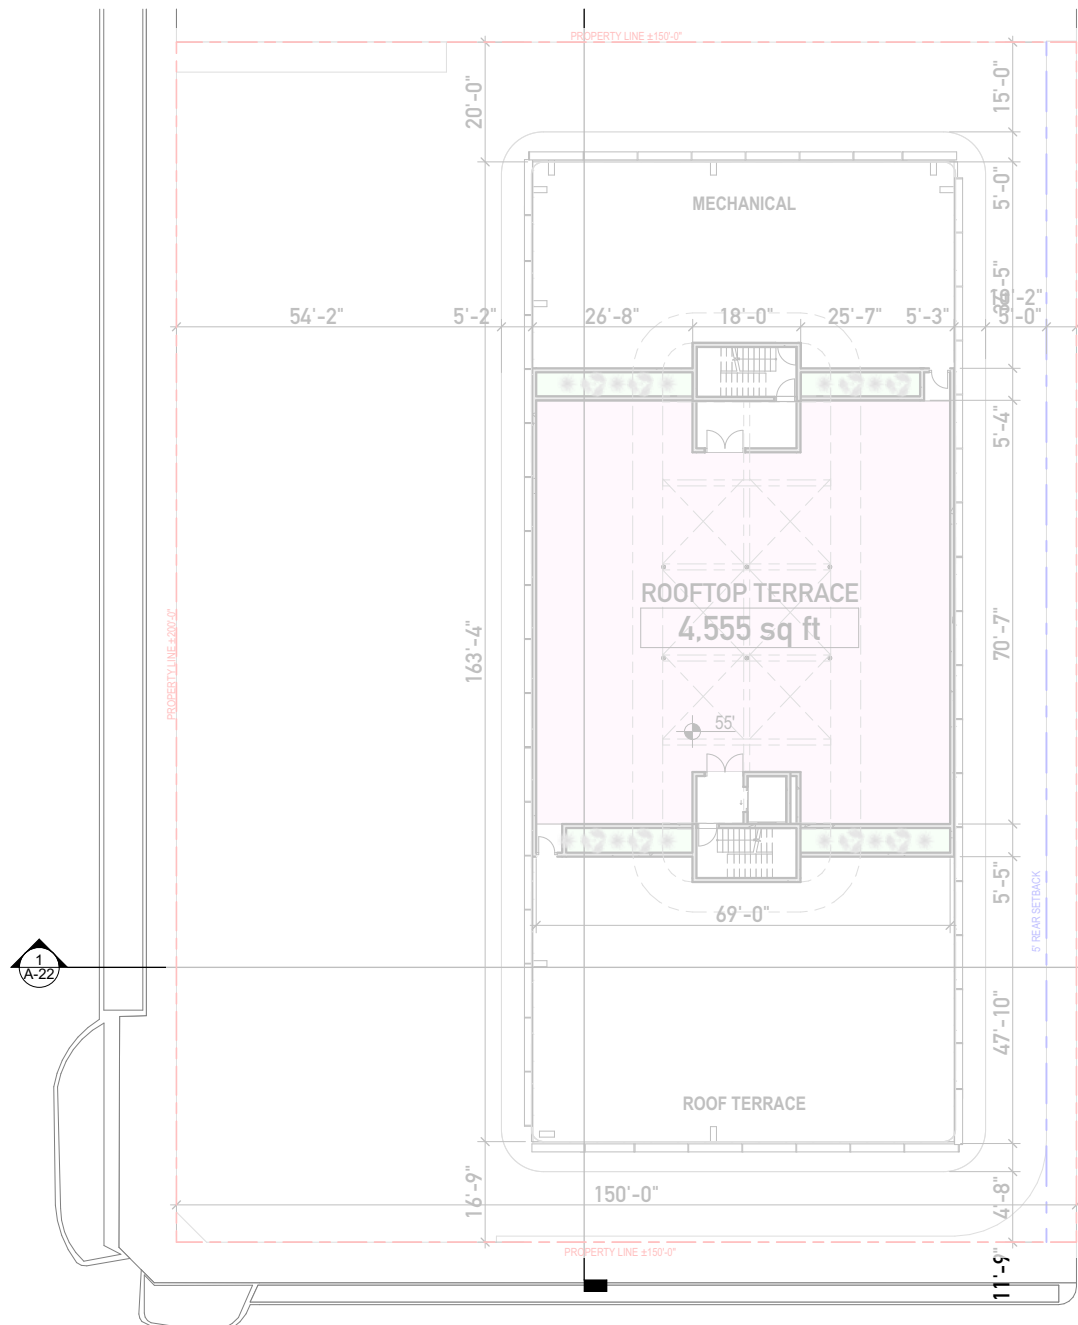 PROPERTY LINE ±150'-0"
20'-0"
15'-0"
MECHANICAL
5'-0"
54'-2"
5'-2"
26'-8"
18'-0"
25'-7"
5'-3"
5'-0"
5'-4"
ROOFTOP TERRACE
4,555 sq ft
PROPERTY LINE ±200'-0"
163'-4"
70'-7"
55'
69'-0"
5'-5"
5' REAR SETBACK
1
A-22
47'-10"
ROOF TERRACE
16'-9"
150'-0"
4'-8"
PROPERTY LINE ±150'-0"
11'-9"